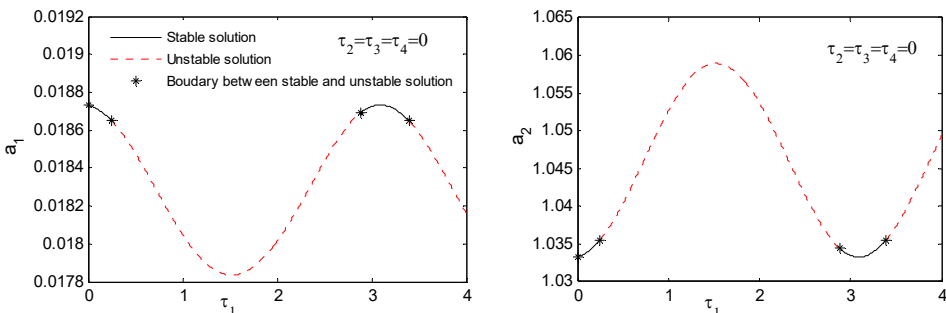 0.0192
0.019
0.0188
0.0186
0.0184
0.0182
0.018
0.0178
a1
Stable solution
Unstable solution
Boudary between stable and unstable solution
τ2=τ3=τ4=0
0 1 2 3 4
τ1
1.065
1.06
1.055
1.05
1.045
1.04
1.035
1.03
a2
τ2=τ3=τ4=0
0 1 2 3 4
τ1